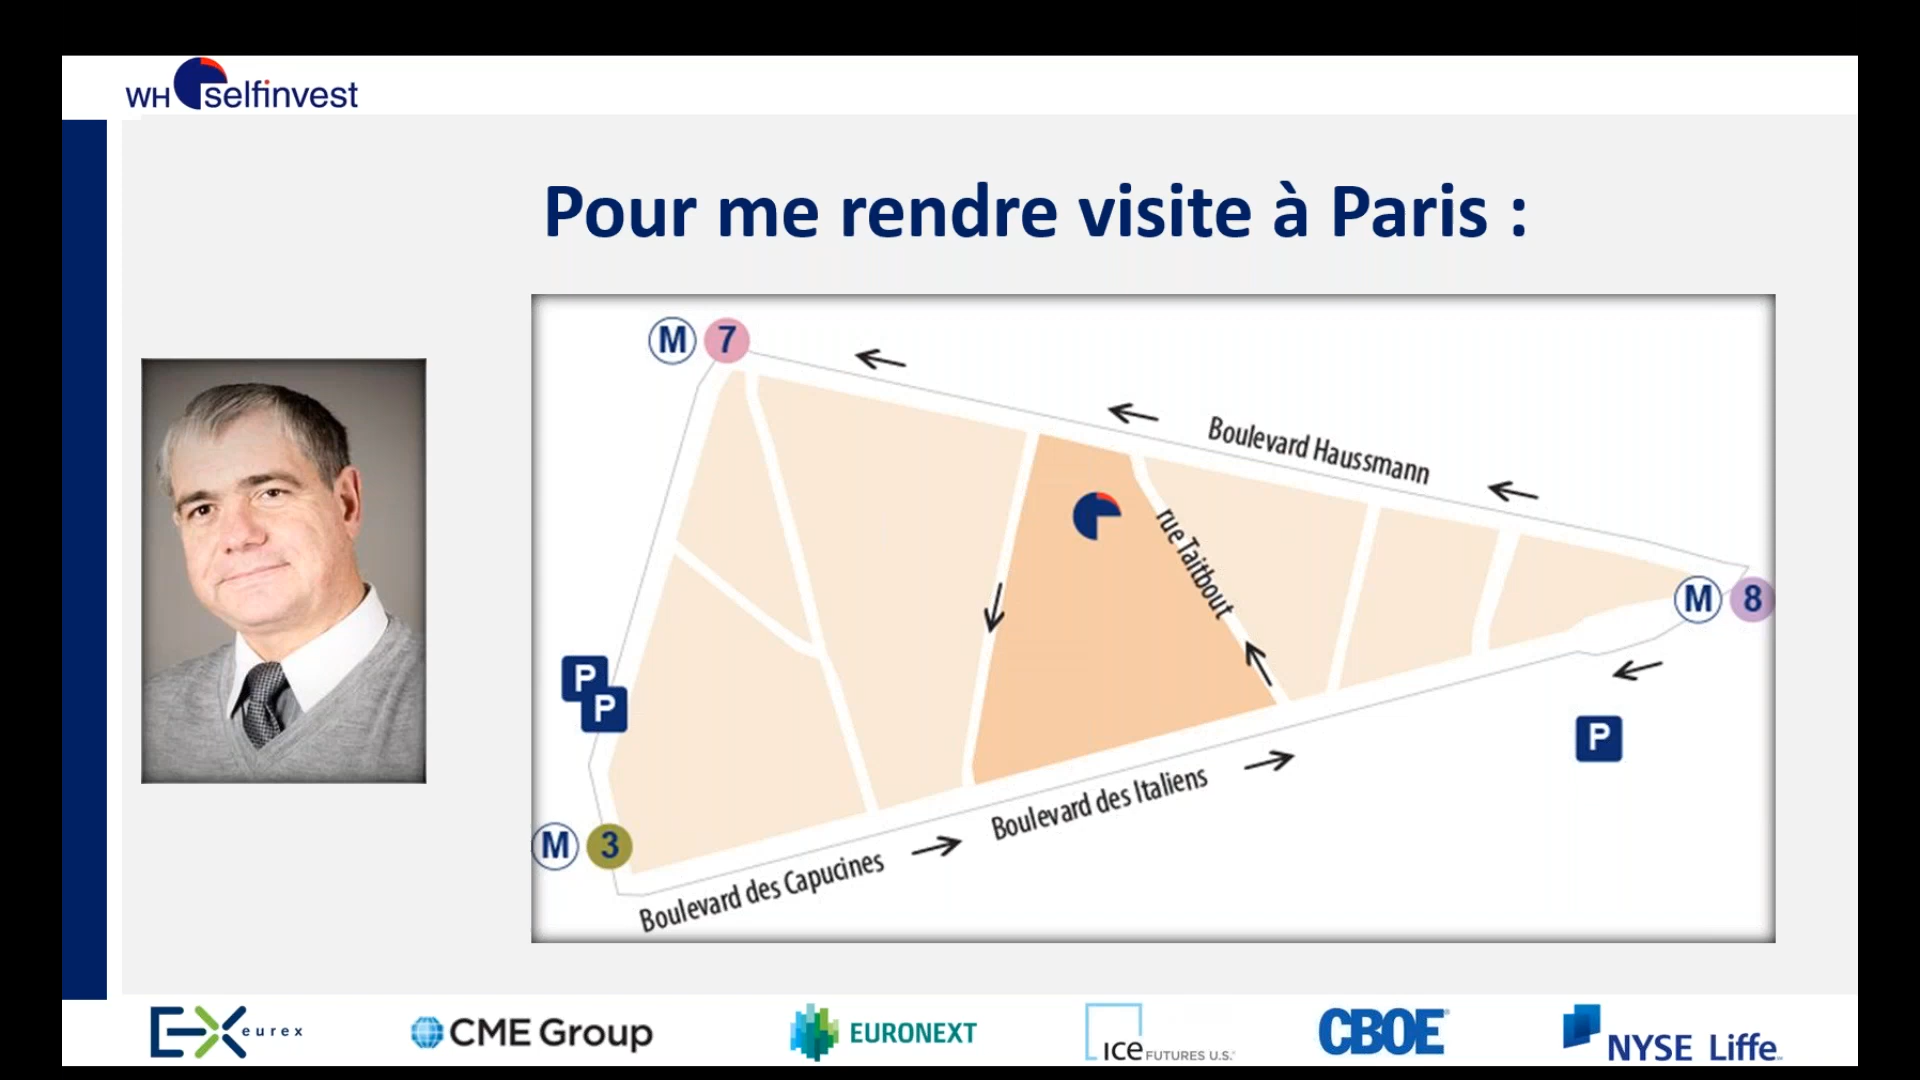 WH selfinvest
Pour me rendre visite à Paris :
M 7
Boulevard Haussmann
rue Taitbout
M 8
P
P
P
M 3
Boulevard des Italiens
Boulevard des Capucines
EX eurex
CME Group
EURONEXT
ICE FUTURES U.S.
CBOE
NYSE Liffe